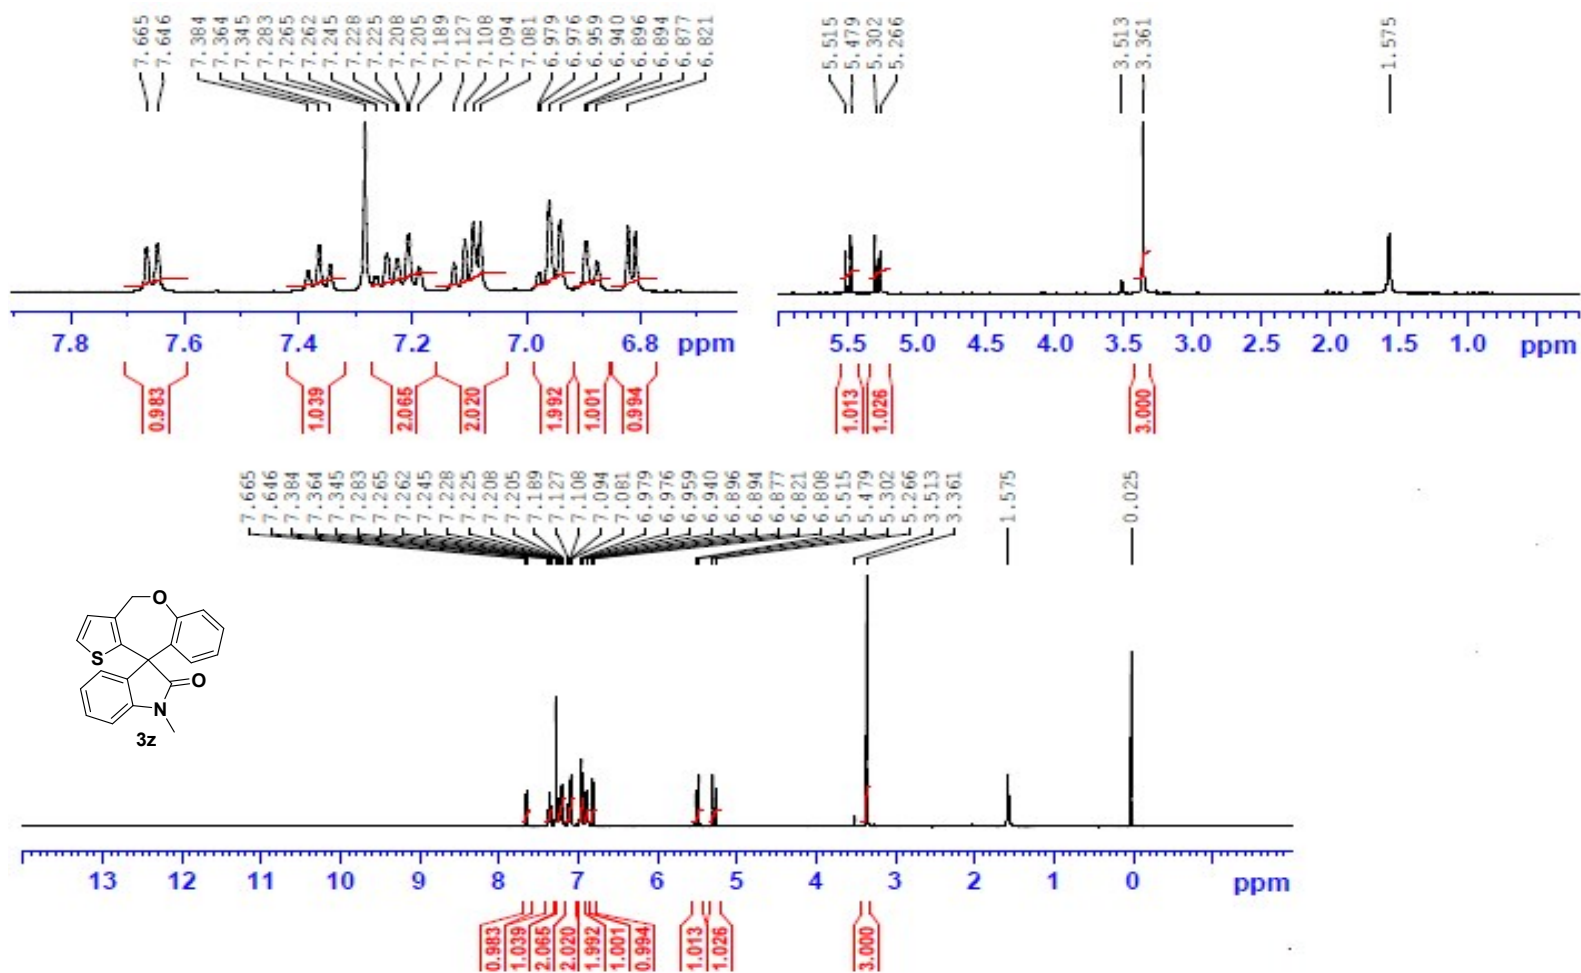 7.665 7.646 7.384 7.364 7.345 7.283 7.265 7.262 7.245 7.228 7.225 7.208 7.205 7.189 7.127 7.108 7.094 7.081 6.979 6.976 6.959 6.940 6.896 6.894 6.877 6.821
5.515 5.479 5.302 5.266 3.513 3.361 1.575
7.8 7.6 7.4 7.2 7.0 6.8 ppm
5.5 5.0 4.5 4.0 3.5 3.0 2.5 2.0 1.5 1.0 ppm
0.983 1.039 2.065 2.020 1.992 1.001 0.994
1.013 1.026 3.000
7.665 7.646 7.384 7.364 7.345 7.283 7.265 7.262 7.245 7.228 7.225 7.208 7.205 7.189 7.127 7.108 7.094 7.081 6.979 6.976 6.959 6.940 6.896 6.894 6.877 6.821 6.808 5.515 5.479 5.302 5.266 3.513 3.361 1.575 0.025
O
S
O
N
3z
13 12 11 10 9 8 7 6 5 4 3 2 1 0 ppm
0.983 1.039 2.065 2.020 1.992 1.001 0.994 1.013 1.026 3.000